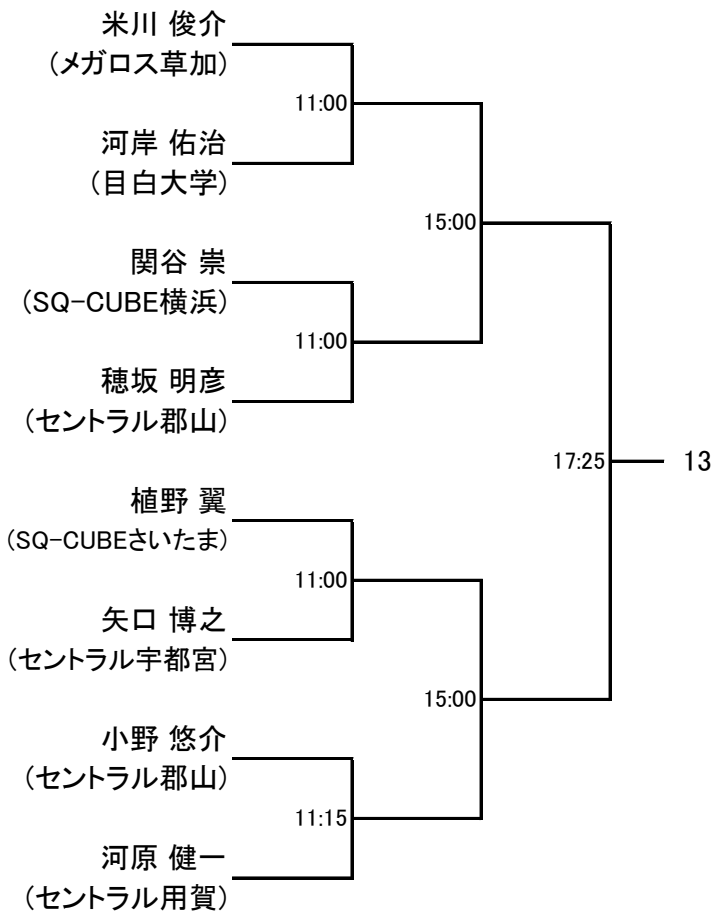 米川 俊介
(メガロス草加)
11:00
河岸 佑治
(目白大学)
15:00
関谷 崇
(SQ-CUBE横浜)
11:00
穂坂 明彦
(セントラル郡山)
17:25
13
植野 翼
(SQ-CUBEさいたま)
11:00
矢口 博之
(セントラル宇都宮)
15:00
小野 悠介
(セントラル郡山)
11:15
河原 健一
(セントラル用賀)